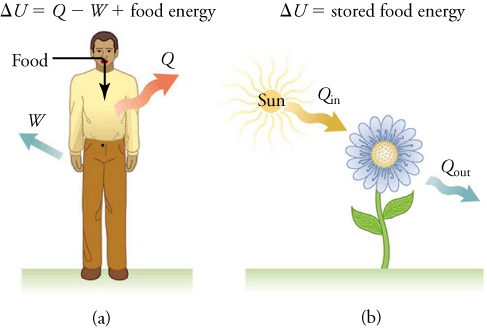 ΔU = Q − W + food energy
Food
Q
W
(a)
ΔU = stored food energy
Sun
Qin
Qout
(b)